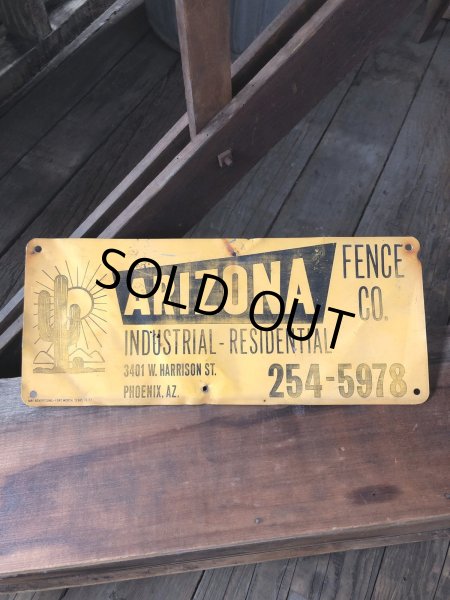 ARIZONA
FENCE
CO.
SOLD OUT
INDUSTRIAL - RESIDENTIAL
3401 W. HARRISON ST.
PHOENIX, AZ.
254-5978